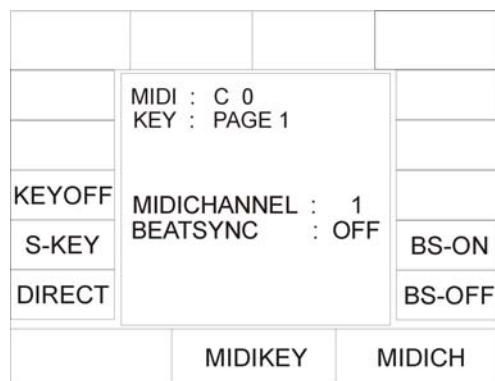 MIDI : C 0
KEY : PAGE 1
KEYOFF
MIDICHANNEL : 1
S-KEY
BEATSYNC : OFF
BS-ON
DIRECT
BS-OFF
MIDIKEY
MIDICH